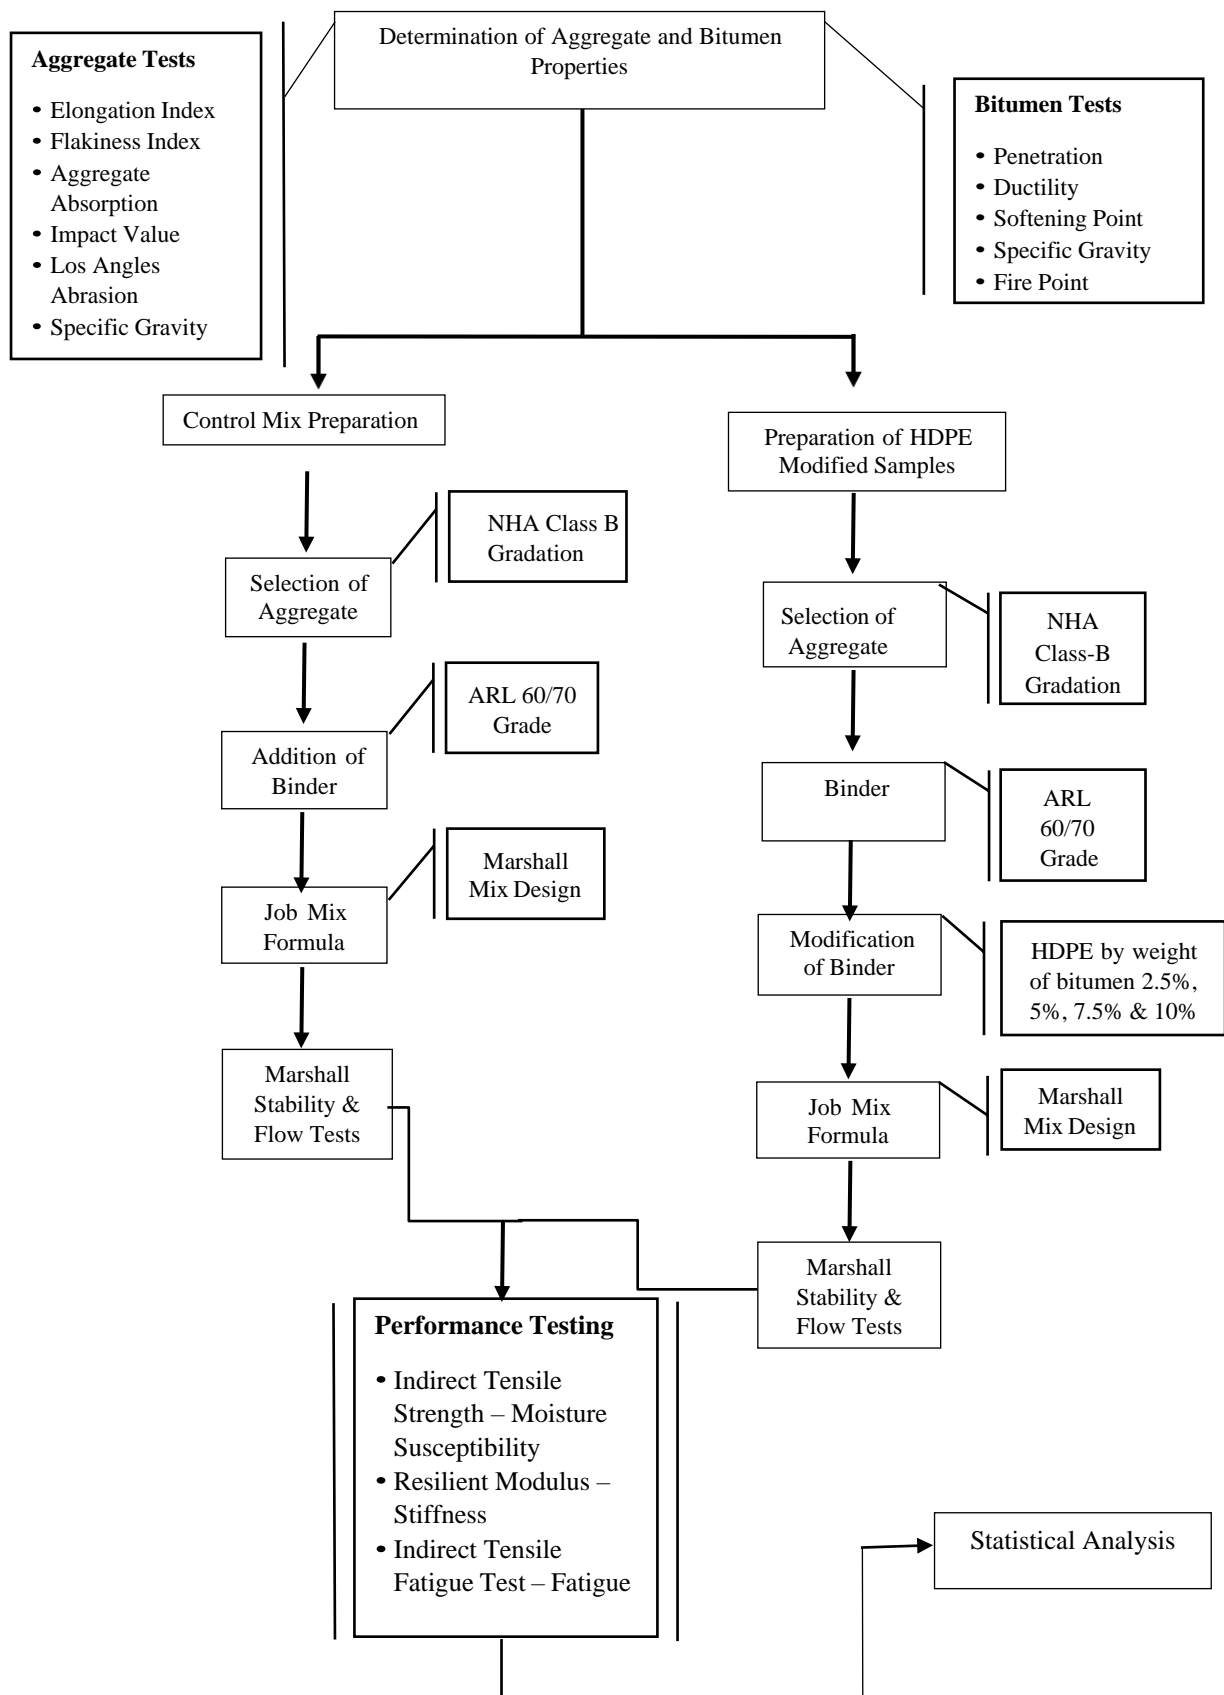 Determination of Aggregate and Bitumen
Properties
Aggregate Tests
• Elongation Index
• Flakiness Index
• Aggregate
Absorption
• Impact Value
• Los Angles
Abrasion
• Specific Gravity
Bitumen Tests
• Penetration
• Ductility
• Softening Point
• Specific Gravity
• Fire Point
Control Mix Preparation
NHA Class B
Gradation
Selection of
Aggregate
ARL 60/70
Grade
Addition of
Binder
Marshall
Mix Design
Job Mix
Formula
Marshall
Stability &
Flow Tests
Preparation of HDPE
Modified Samples
Selection of
Aggregate
NHA
Class-B
Gradation
Binder
ARL
60/70
Grade
Modification
of Binder
HDPE by weight
of bitumen 2.5%,
5%, 7.5% & 10%
Job Mix
Formula
Marshall
Mix Design
Marshall
Stability &
Flow Tests
Performance Testing
• Indirect Tensile
Strength – Moisture
Susceptibility
• Resilient Modulus –
Stiffness
• Indirect Tensile
Fatigue Test – Fatigue
Statistical Analysis